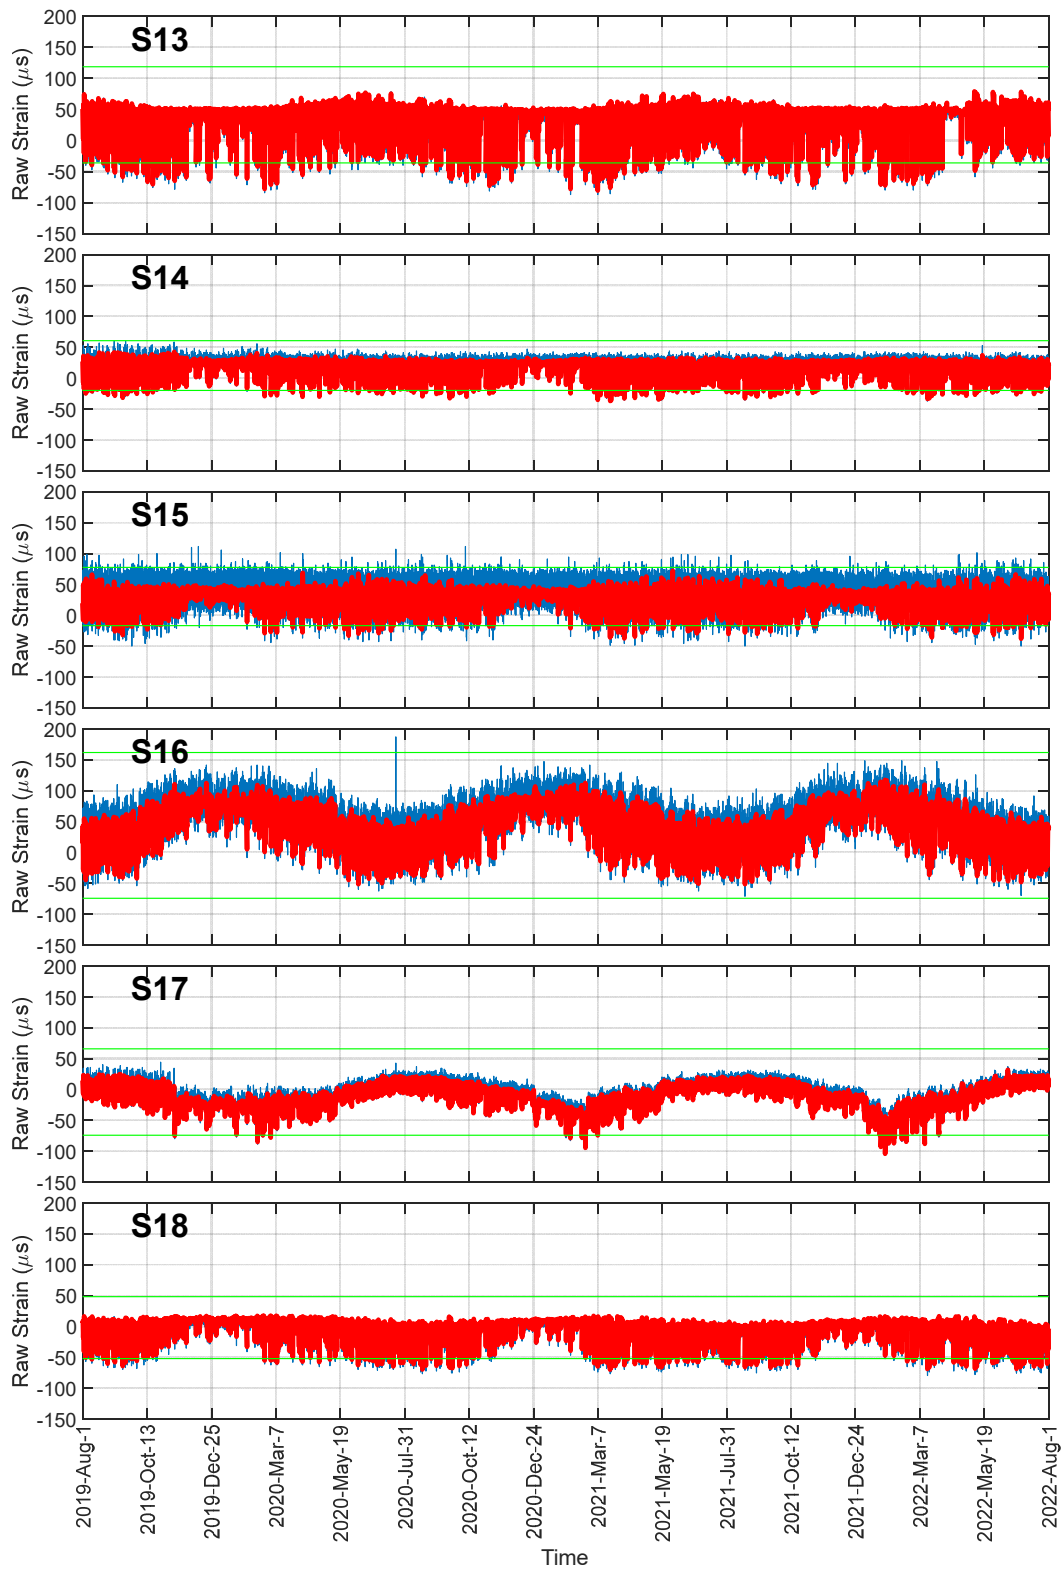 S13
Raw Strain (μs)
200
150
100
50
0
-50
-100
-150
S14
Raw Strain (μs)
200
150
100
50
0
-50
-100
-150
S15
Raw Strain (μs)
200
150
100
50
0
-50
-100
-150
S16
Raw Strain (μs)
200
150
100
50
0
-50
-100
-150
S17
Raw Strain (μs)
200
150
100
50
0
-50
-100
-150
S18
Raw Strain (μs)
200
150
100
50
0
-50
-100
-150
2019-Aug-1
2019-Oct-13
2019-Dec-25
2020-Mar-7
2020-May-19
2020-Jul-31
2020-Oct-12
2020-Dec-24
2021-Mar-7
2021-May-19
2021-Jul-31
2021-Oct-12
2021-Dec-24
2022-Mar-7
2022-May-19
2022-Aug-1
Time